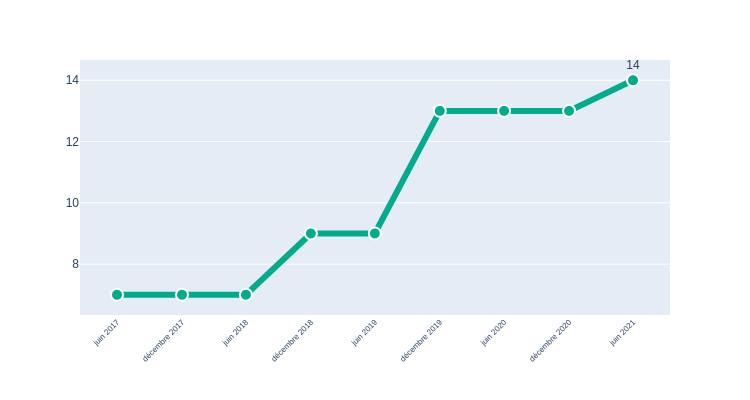 14
14
12
10
8
juin 2017
décembre 2017
juin 2018
décembre 2018
juin 2019
décembre 2019
juin 2020
décembre 2020
juin 2021